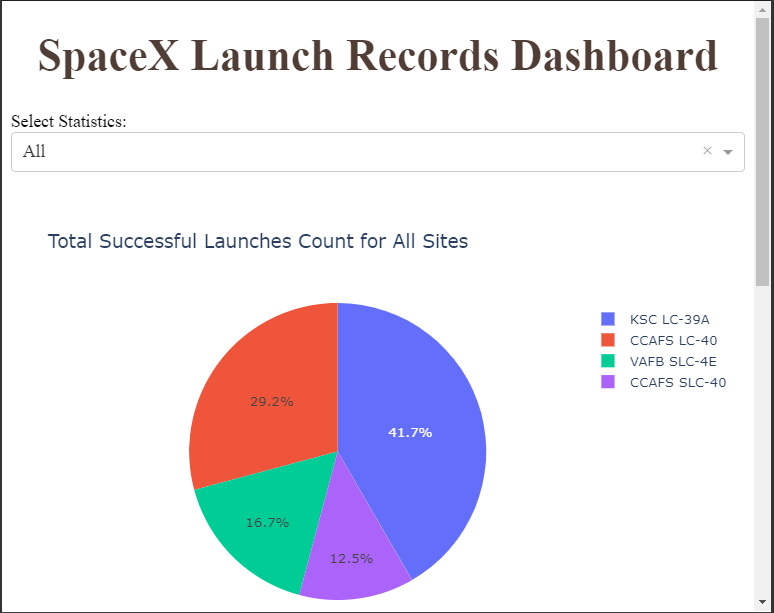 SpaceX Launch Records Dashboard
Select Statistics:
All ×
Total Successful Launches Count for All Sites
KSC LC-39A
CCAFS LC-40
VAFB SLC-4E
CCAFS SLC-40
29.2%
41.7%
16.7%
12.5%